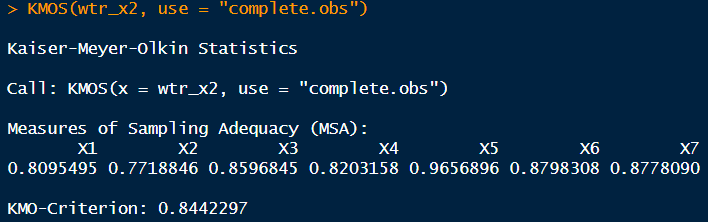 > KMOS(wtr_x2, use = "complete.obs")
Kaiser-Meyer-Olkin Statistics
Call: KMOS(x = wtr_x2, use = "complete.obs")
Measures of Sampling Adequacy (MSA):
X1 X2 X3 X4 X5 X6 X7
0.8095495 0.7718846 0.8596845 0.8203158 0.9656896 0.8798308 0.8778090
KMO-Criterion: 0.8442297